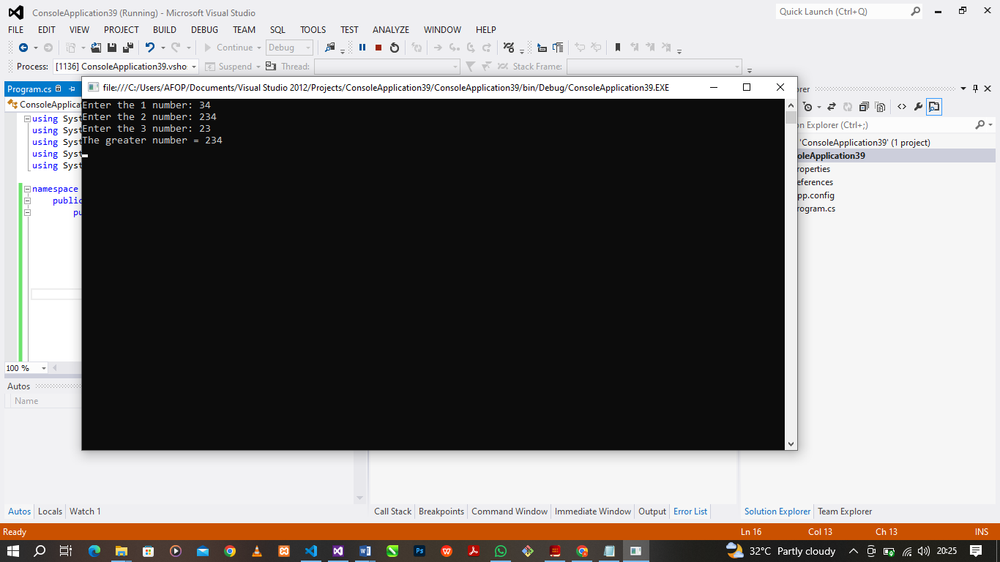 ConsoleApplication39 (Running) - Microsoft Visual Studio
Quick Launch (Ctrl+Q)
FILE EDIT VIEW PROJECT BUILD DEBUG TEAM SQL TOOLS TEST ANALYZE WINDOW HELP
Continue Debug
Process: [1136] ConsoleApplication39.vsho Suspend Thread: Stack Frame:
Program.cs
file:///C:/Users/AFOP/Documents/Visual Studio 2012/Projects/ConsoleApplication39/ConsoleApplication39/bin/Debug/ConsoleApplication39.EXE
orer
ConsoleApplicat
Enter the 1 number: 34
Enter the 2 number: 234
Enter the 3 number: 23
The greater number = 234
using Syst
using Syst
using Syst
using Syst
using Syst
namespace
public
pu
on Explorer (Ctrl+;)
'ConsoleApplication39' (1 project)
oleApplication39
roperties
eferences
pp.config
rogram.cs
100 %
Autos
Name
Autos Locals Watch 1
Call Stack Breakpoints Command Window Immediate Window Output Error List
Solution Explorer Team Explorer
Ready Ln 16 Col 13 Ch 13 INS
32°C Partly cloudy 20:25